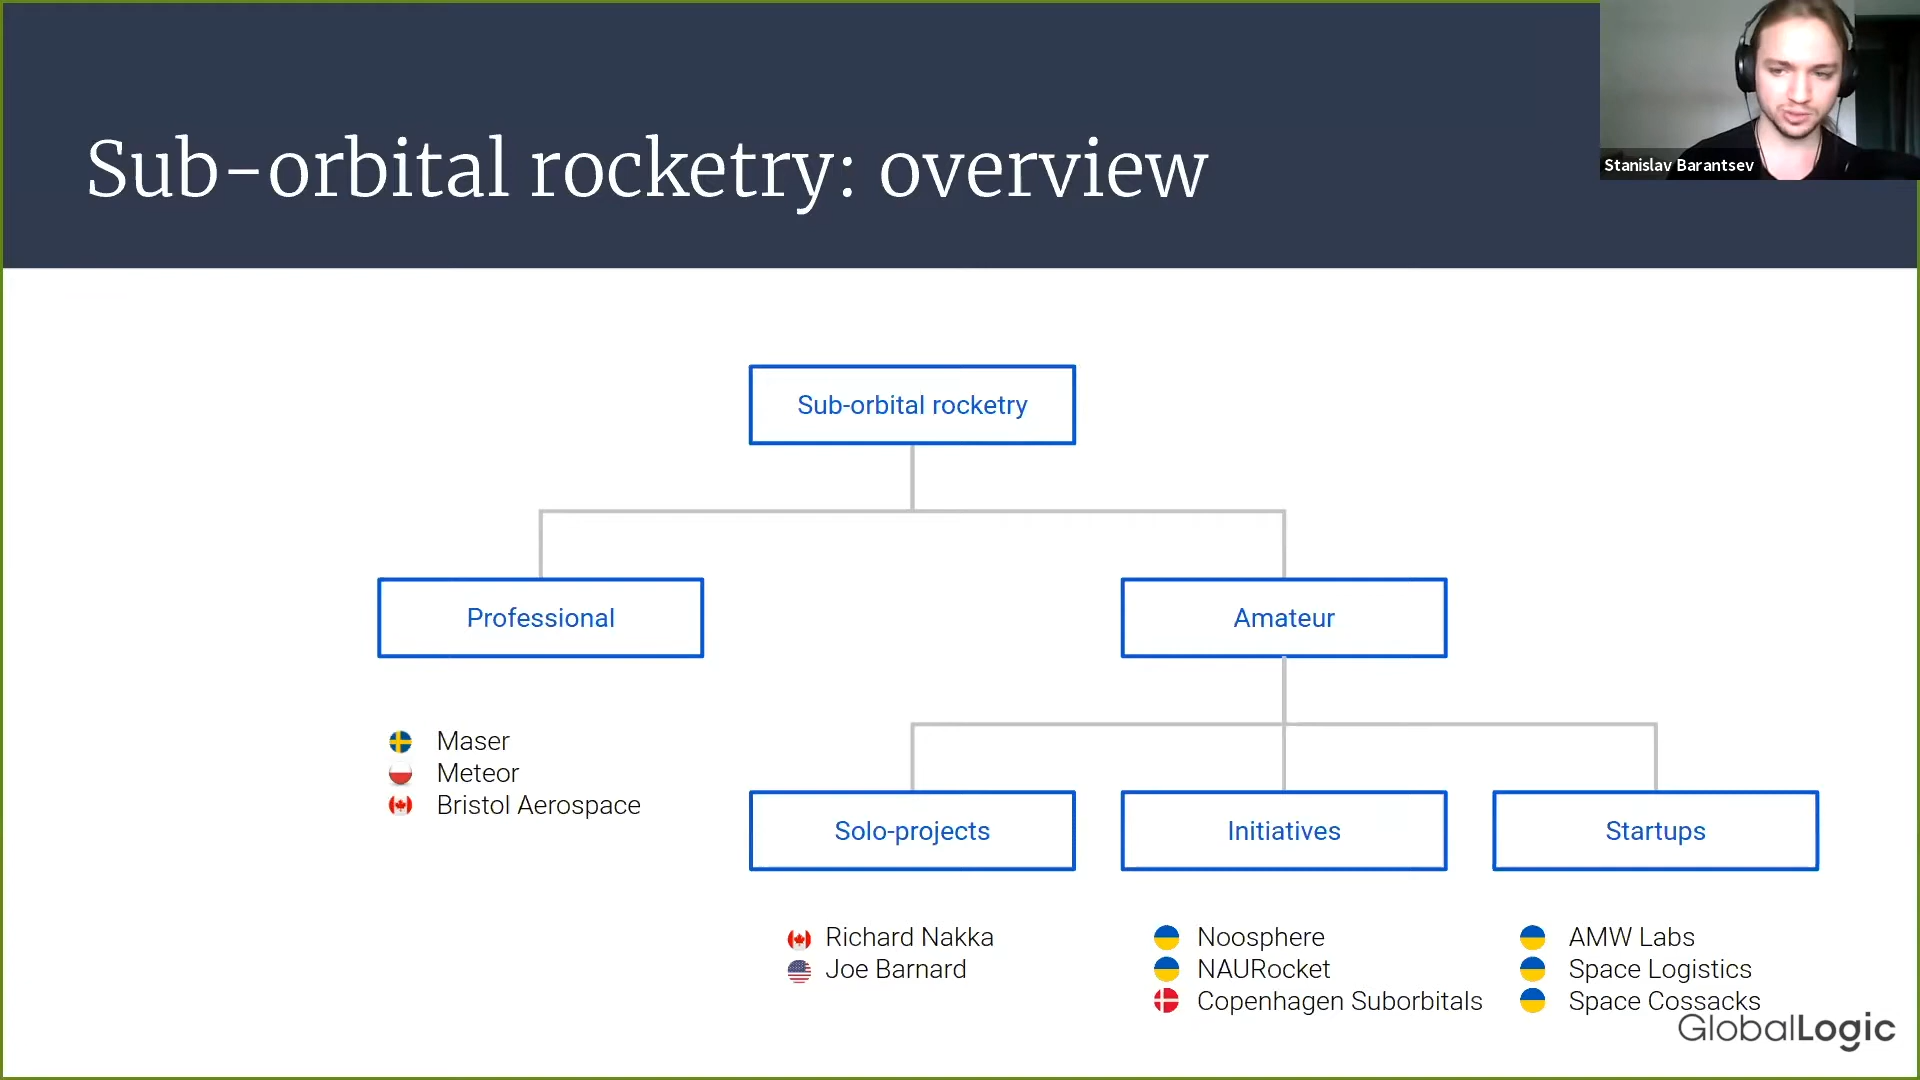 Sub-orbital rocketry: overview
Stanislav Barantsev
Sub-orbital rocketry
Professional
Amateur
Maser
Meteor
Bristol Aerospace
Solo-projects
Initiatives
Startups
Richard Nakka
Joe Barnard
Noosphere
NAURocket
Copenhagen Suborbitals
AMW Labs
Space Logistics
Space Cossacks
GlobalLogic